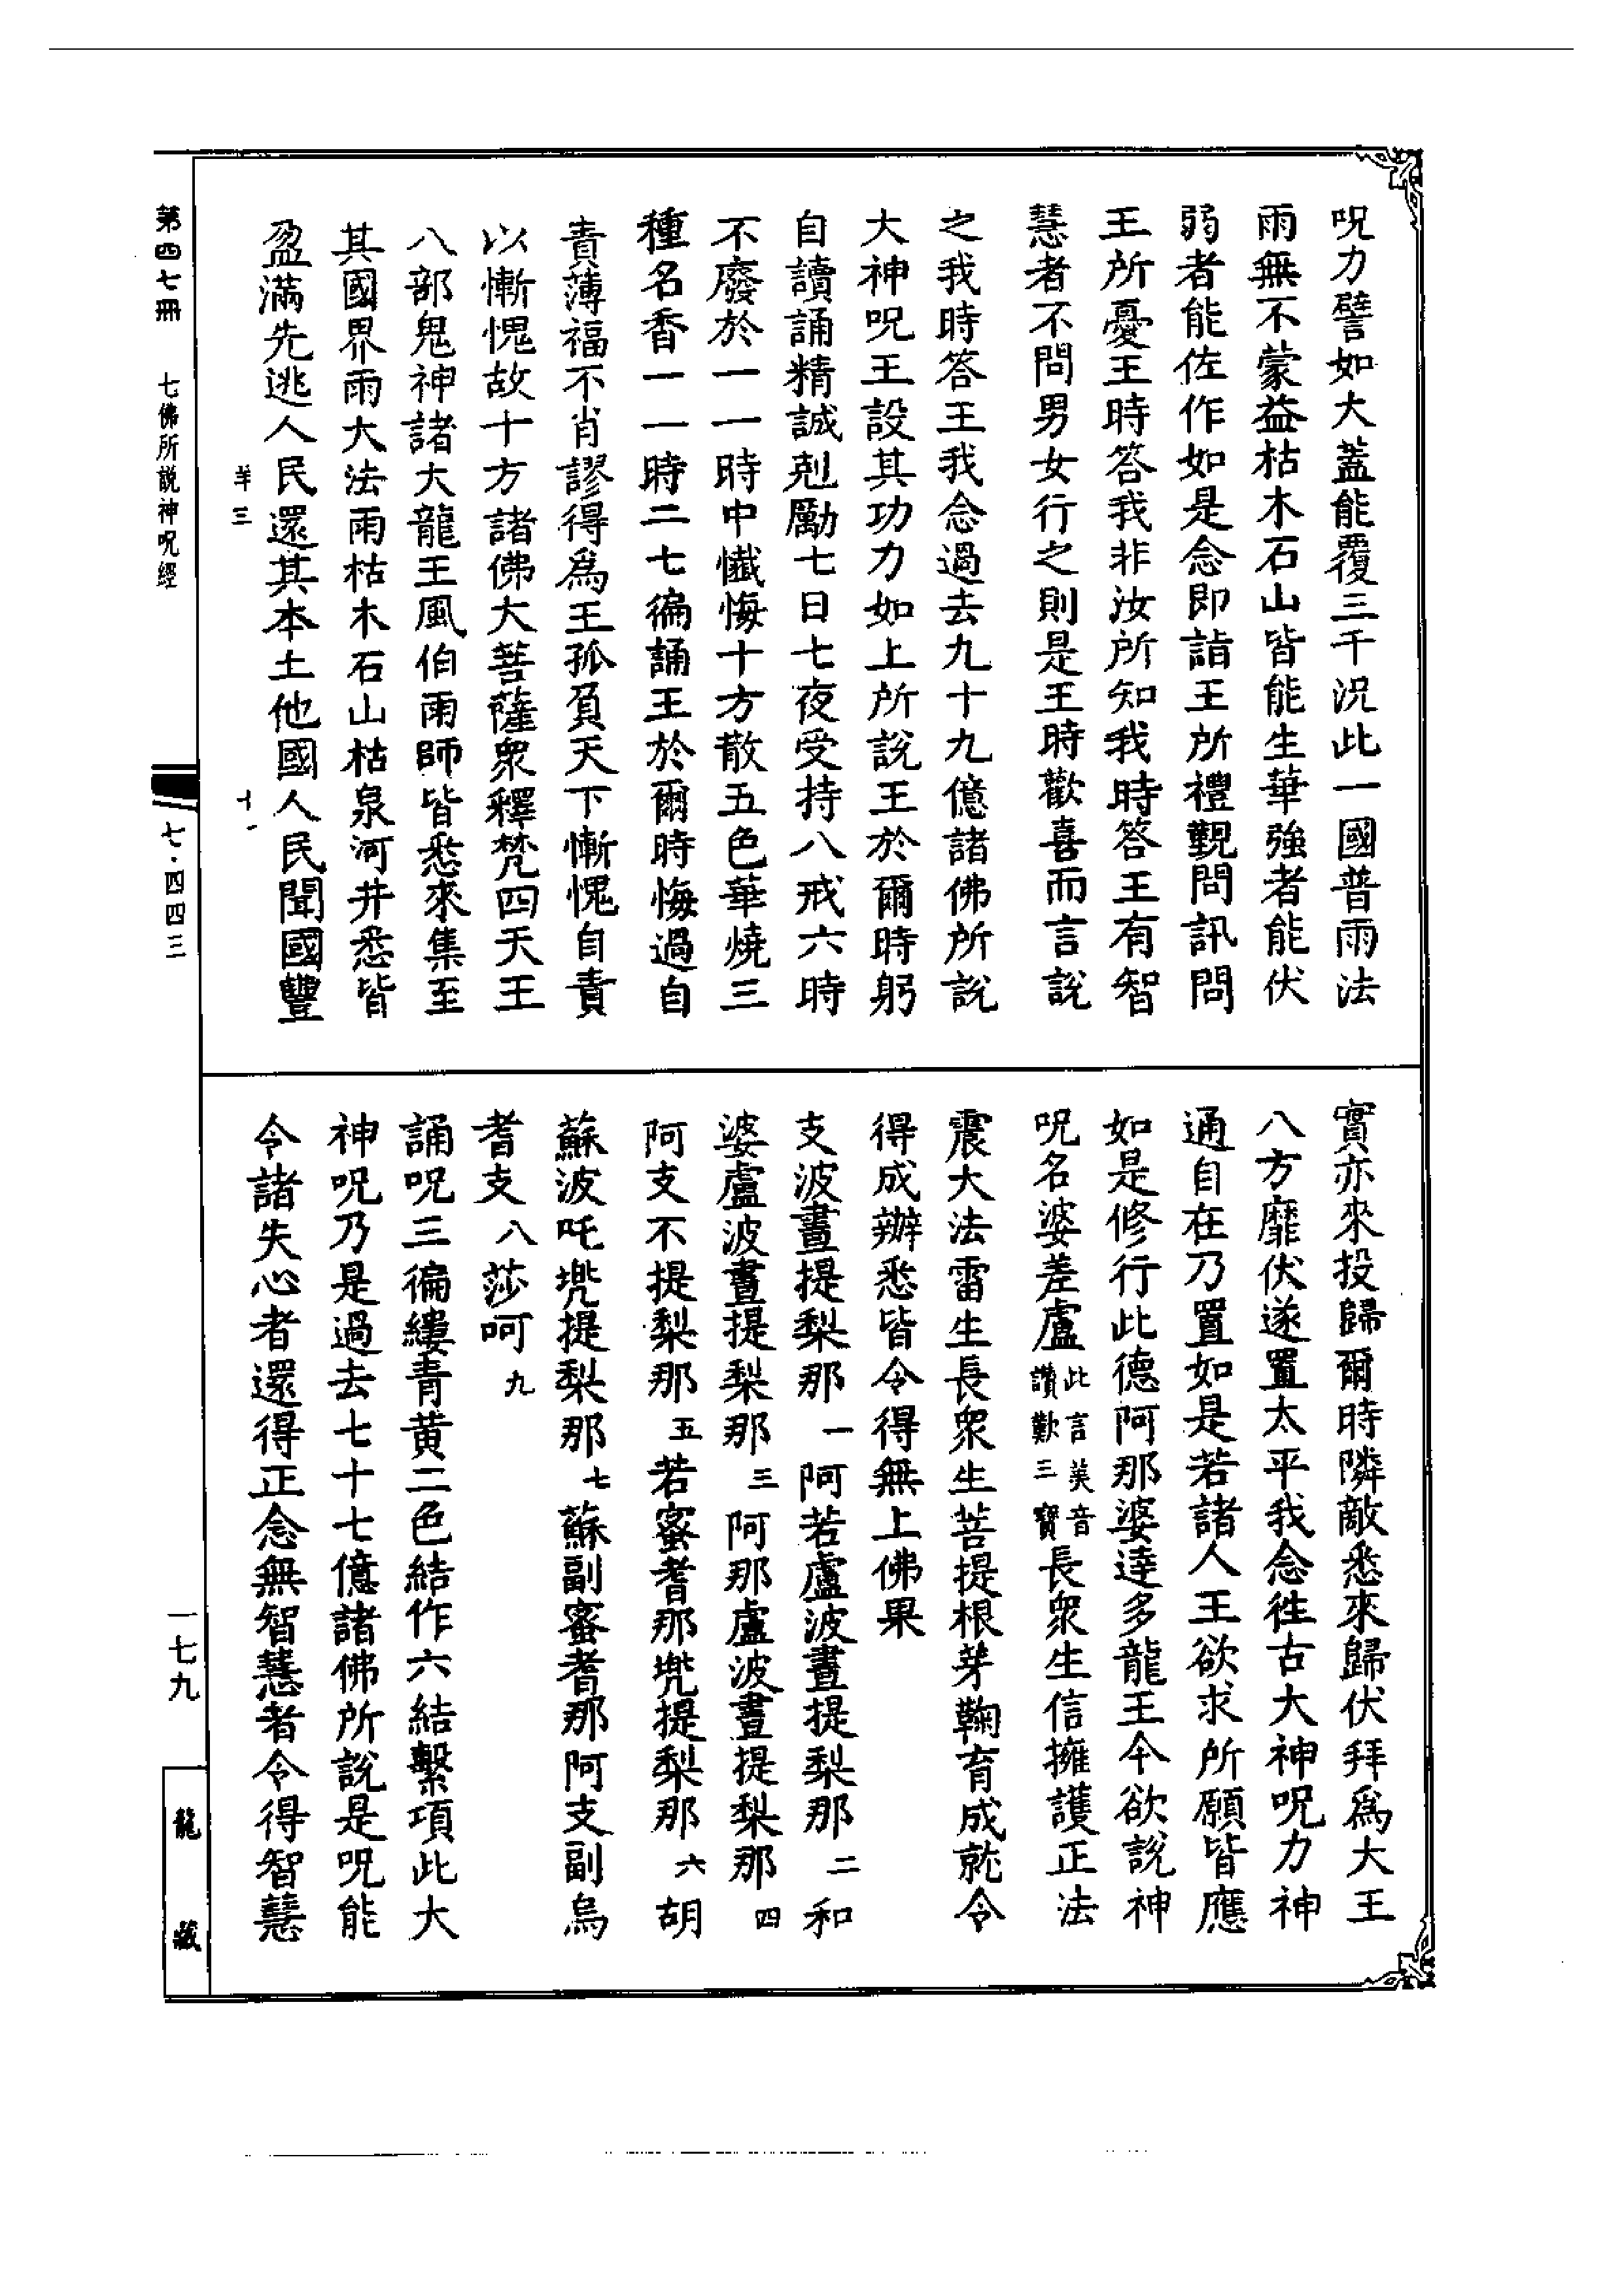 呪力譬如大蓋能覆三千況此一國普雨法
雨無不蒙益枯木石山皆能生華強者能伏
弱者能佐作如是念即詣王所禮覲問訊問
王所憂王時答我非汝所知我時答王有智
慧者不問男女行之則是王時歡喜而言說
之我時答王我念過去九十九億諸佛所說
大神呪王設其功力如上所說王於爾時躬
自讀誦精誠剋勵七日七夜受持八戒六時
不廢於一一時中懺悔十方散五色華燒三
種名香一一時二七徧誦王於爾時悔過自
責薄福不肖謬得為王孤負天下慚愧自責
以慚愧故十方諸佛大菩薩衆釋梵四天王
八部鬼神諸大龍王風伯雨師皆悉來集至
其國界雨大法雨枯木石山枯泉河井悉皆
盈滿先逃人民還其本土他國人民聞國豐
羊三 十一
實亦來投歸爾時隣敵悉來歸伏拜為大王
八方靡伏遂置太平我念徃古大神呪力神
通自在乃置如是若諸人王欲求所願皆應
如是修行此德阿那婆達多龍王今欲說神
呪名婆差盧此言美音讚歎三寶長衆生信擁護正法
震大法雷生長衆生菩提根芽鞠育成就令
得成辦悉皆令得無上佛果
支波晝提梨那一阿若盧波晝提梨那二和
婆盧波晝提梨那三阿那盧波晝提梨那四
阿支不提梨那五若蜜耆那兜提梨那六胡
蘇波吒兜提梨那七蘇副蜜耆那阿支副烏
耆支八莎呵九
誦呪三徧縷青黃二色結作六結繫項此大
神呪乃是過去七十七億諸佛所說是呪能
令諸失心者還得正念無智慧者令得智慧
第四七冊 七佛所説神呪經
七·四四三
一七九
龍藏